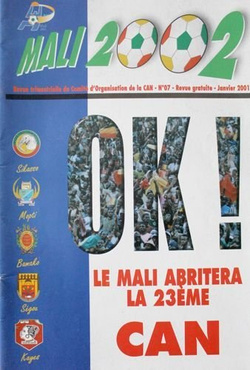 MALI 2002
Revue trimestrielle du Comité d'Organisation de la CAN - N°07 - Revue gratuite - Janvier 2001
OK !
Sikasso
Mopti
Bamako
Ségou
Kayes
LE MALI ABRITERA
LA 23ÈME
CAN